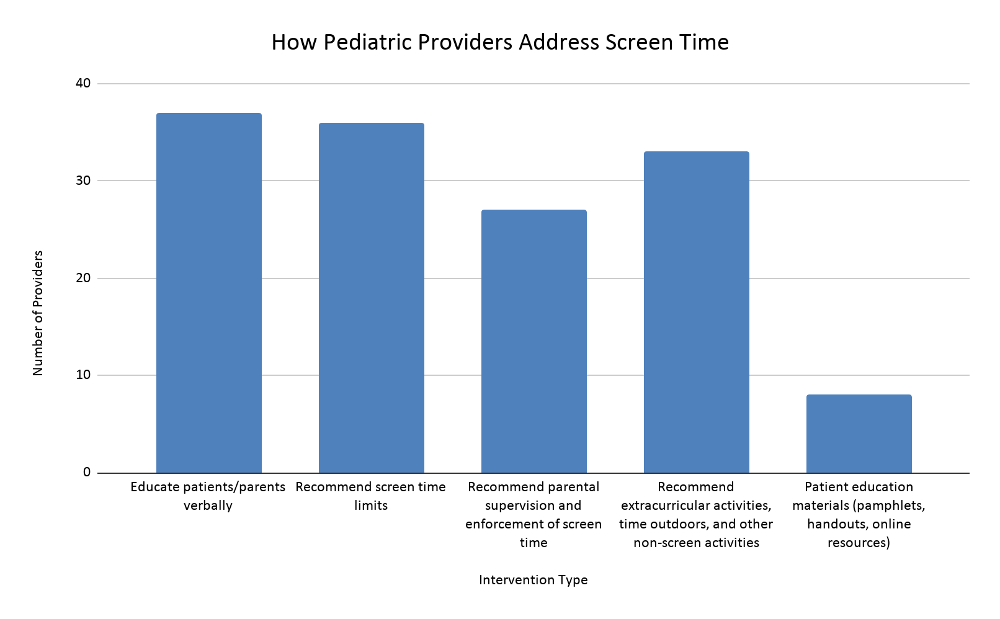 How Pediatric Providers Address Screen Time
40
30
20
10
0
Number of Providers
Educate patients/parents
verbally
Recommend screen time
limits
Recommend parental
supervision and
enforcement of screen
time
Recommend
extracurricular activities,
time outdoors, and other
non-screen activities
Patient education
materials (pamphlets,
handouts, online
resources)
Intervention Type